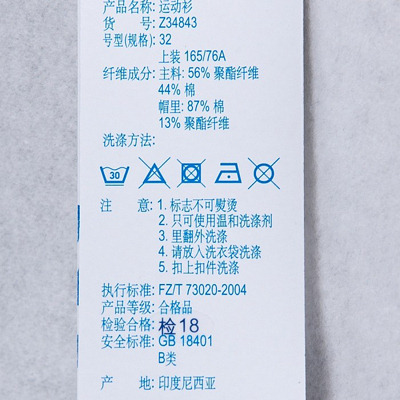 产品名称: 运动衫
货 号: Z34843
号型(规格): 32
上装 165/76A
纤维成分: 主料: 56% 聚酯纤维
44% 棉
帽里: 87% 棉
13% 聚酯纤维
洗涤方法:
30
注 意: 1. 标志不可熨烫
2. 只可使用温和洗涤剂
3. 里翻外洗涤
4. 请放入洗衣袋洗涤
5. 扣上扣件洗涤
执行标准: FZ/T 73020-2004
产品等级: 合格品
检验合格: 检18
安全标准: GB 18401
B类
产 地: 印度尼西亚